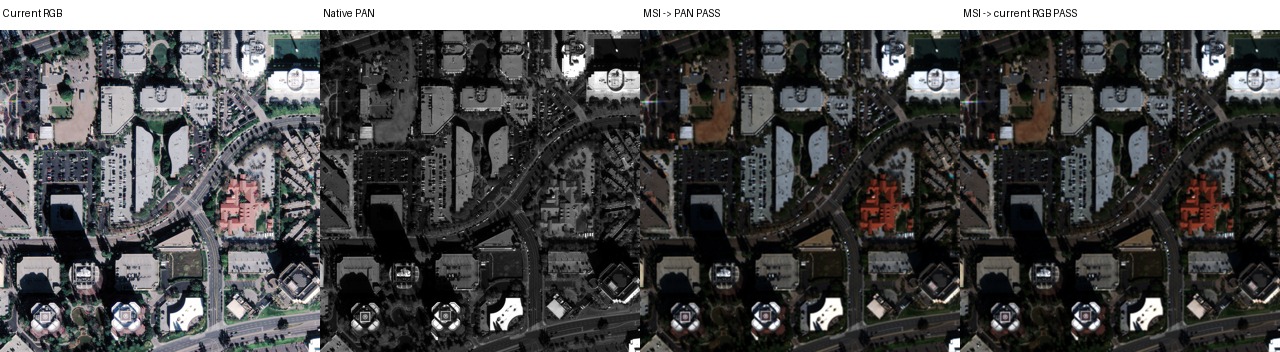 Current RGB
Native PAN
MSI -> PAN PASS
MSI -> current RGB PASS